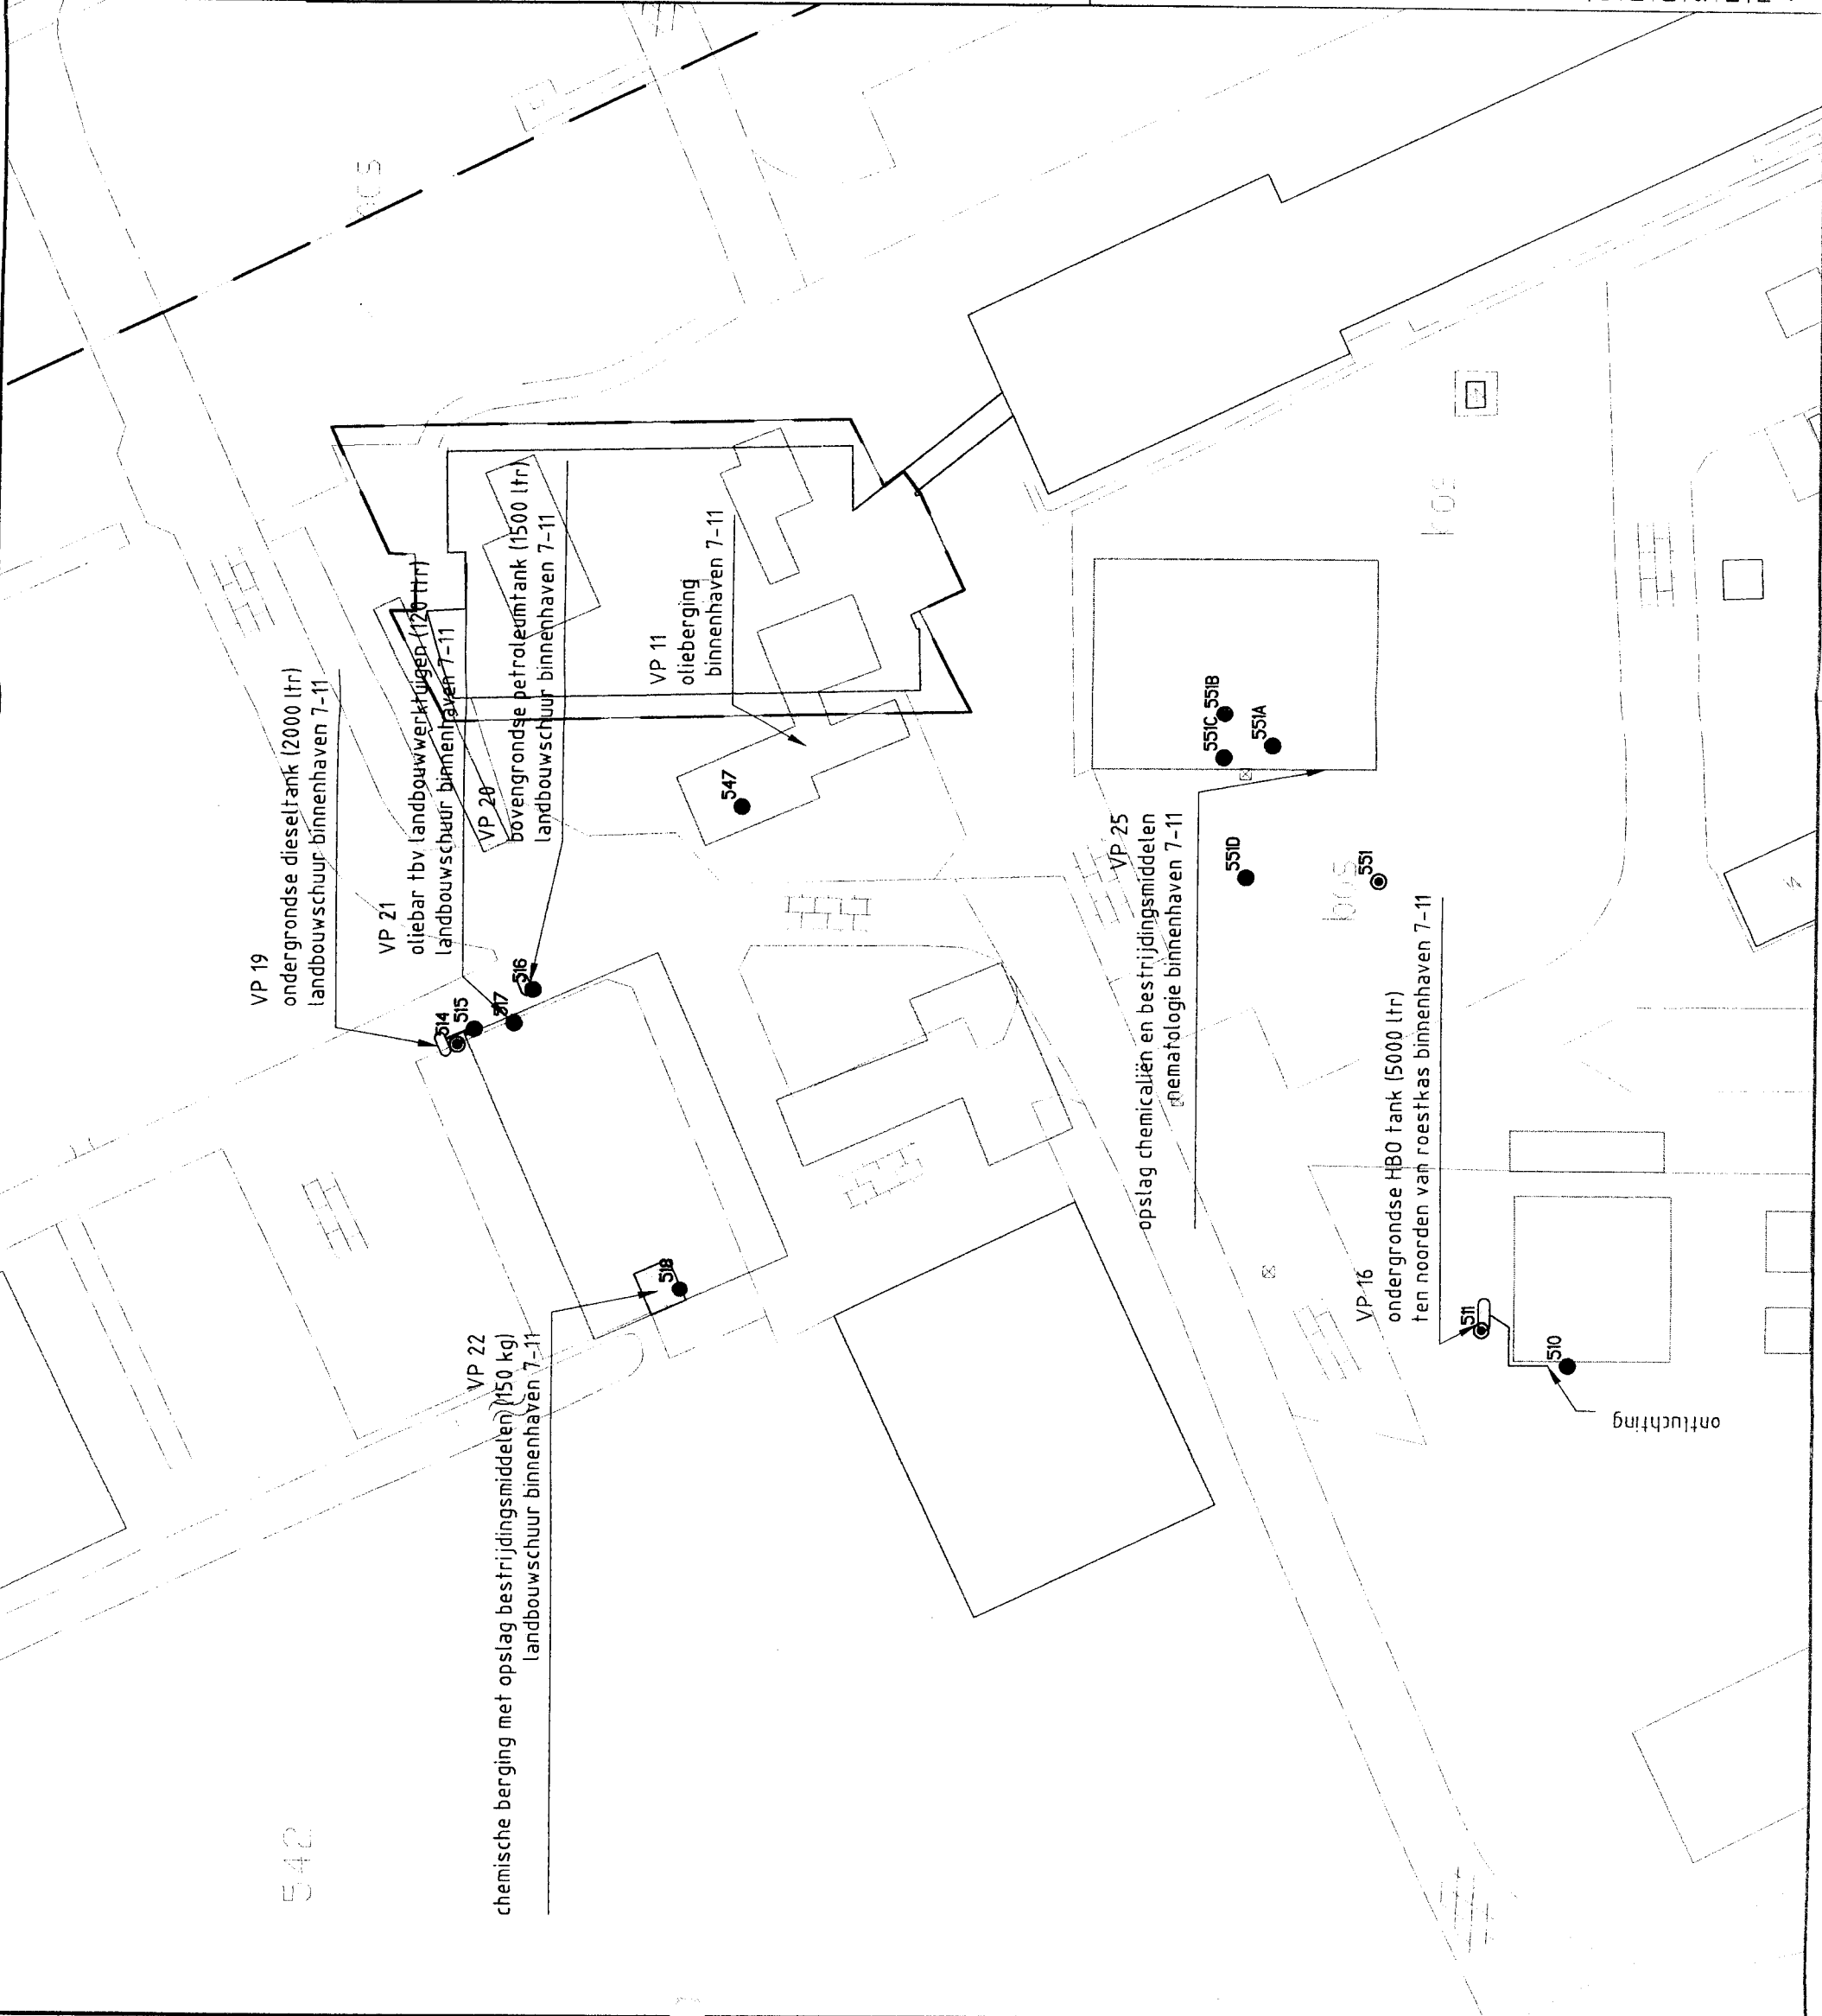 VP 19
ondergrondse dieseltank (2000 ltr)
landbouwschuur binnenhaven 7-11
VP 21
oliebar tbv landbouwerktuigen (120 ltr)
landbouwschuur binnenhaven 7-11
VP 20
bovengrondse petroleumtank (1500 ltr)
landbouwschuur binnenhaven 7-11
VP 11
olieberging
binnenhaven 7-11
VP 22
chemische berging met opslag bestrijdingsmiddelen (150 kg)
landbouwschuur binnenhaven 7-11
VP 25
opslag chemicaliën en bestrijdingsmiddelen
nematologie binnenhaven 7-11
VP 16
ondergrondse HBO tank (5000 ltr)
ten noorden van roestkas binnenhaven 7-11
ontluchting
514
515
517
516
518
547
551C
551B
551A
551D
551
511
510
542
bos
kos